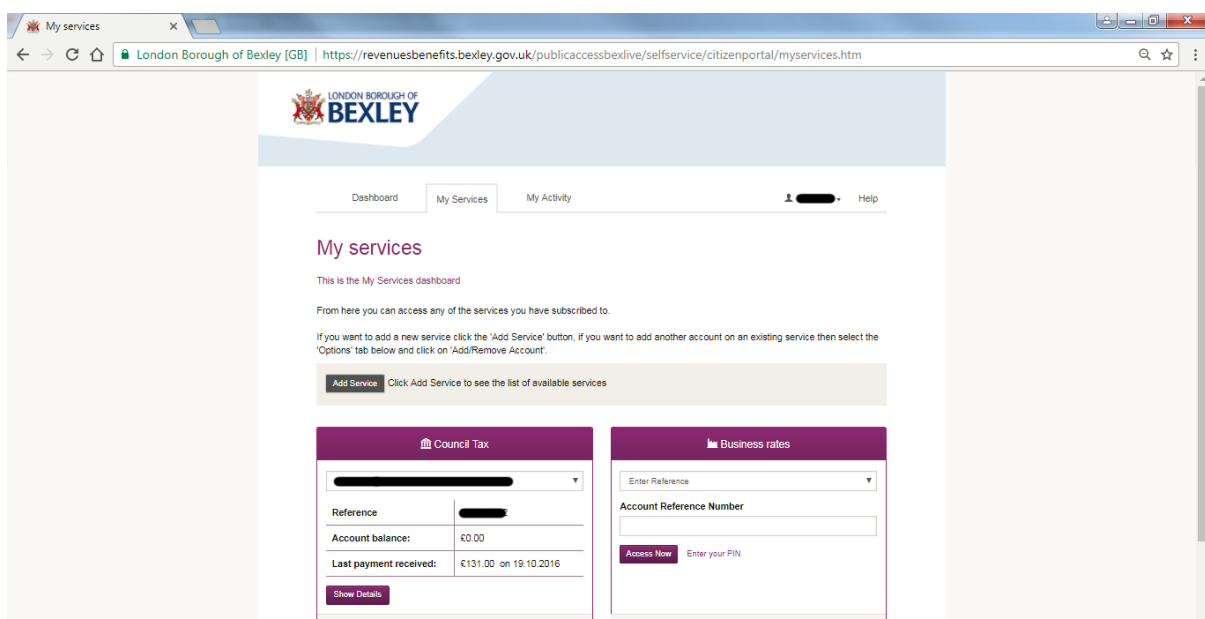 My services
London Borough of Bexley [GB] | https://revenuesbenefits.bexley.gov.uk/publicaccessbexlive/selfservice/citizenportal/myservices.htm
LONDON BOROUGH OF
BEXLEY
Dashboard My Services My Activity Help
My services
This is the My Services dashboard
From here you can access any of the services you have subscribed to.
If you want to add a new service click the 'Add Service' button, if you want to add another account on an existing service then select the
'Options' tab below and click on 'Add/Remove Account'.
Add Service Click Add Service to see the list of available services
Council Tax
Reference
Account balance: £0.00
Last payment received: £131.00 on 19.10.2016
Show Details
Business rates
Enter Reference
Account Reference Number
Access Now Enter your PIN